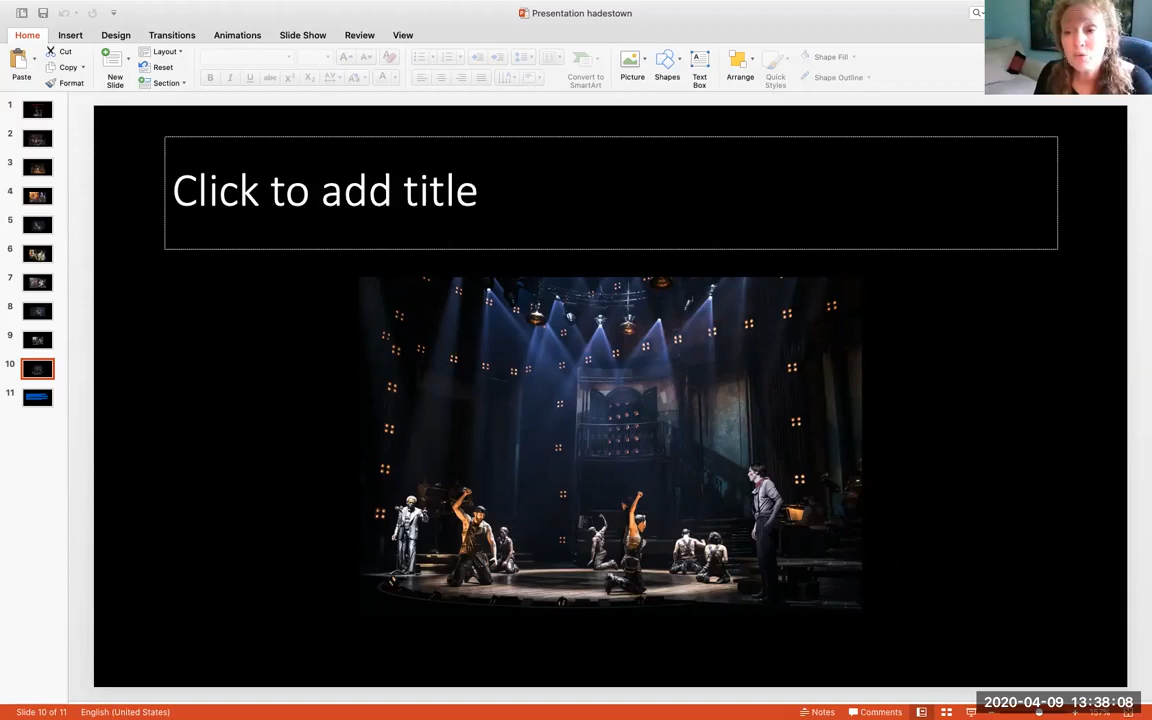 Presentation hadestown
Home Insert Design Transitions Animations Slide Show Review View
Paste
Cut
Copy
Format
New
Slide
Layout
Reset
Section
Convert to
SmartArt
Picture
Shapes
Text
Box
Arrange
Quick
Styles
Shape Fill
Shape Outline
B I U abc X X AV Aa A
1
2
3
4
5
6
7
8
9
10
11
Click to add title
Slide 10 of 11 English (United States)
Notes Comments
2020-04-09 13:38:08